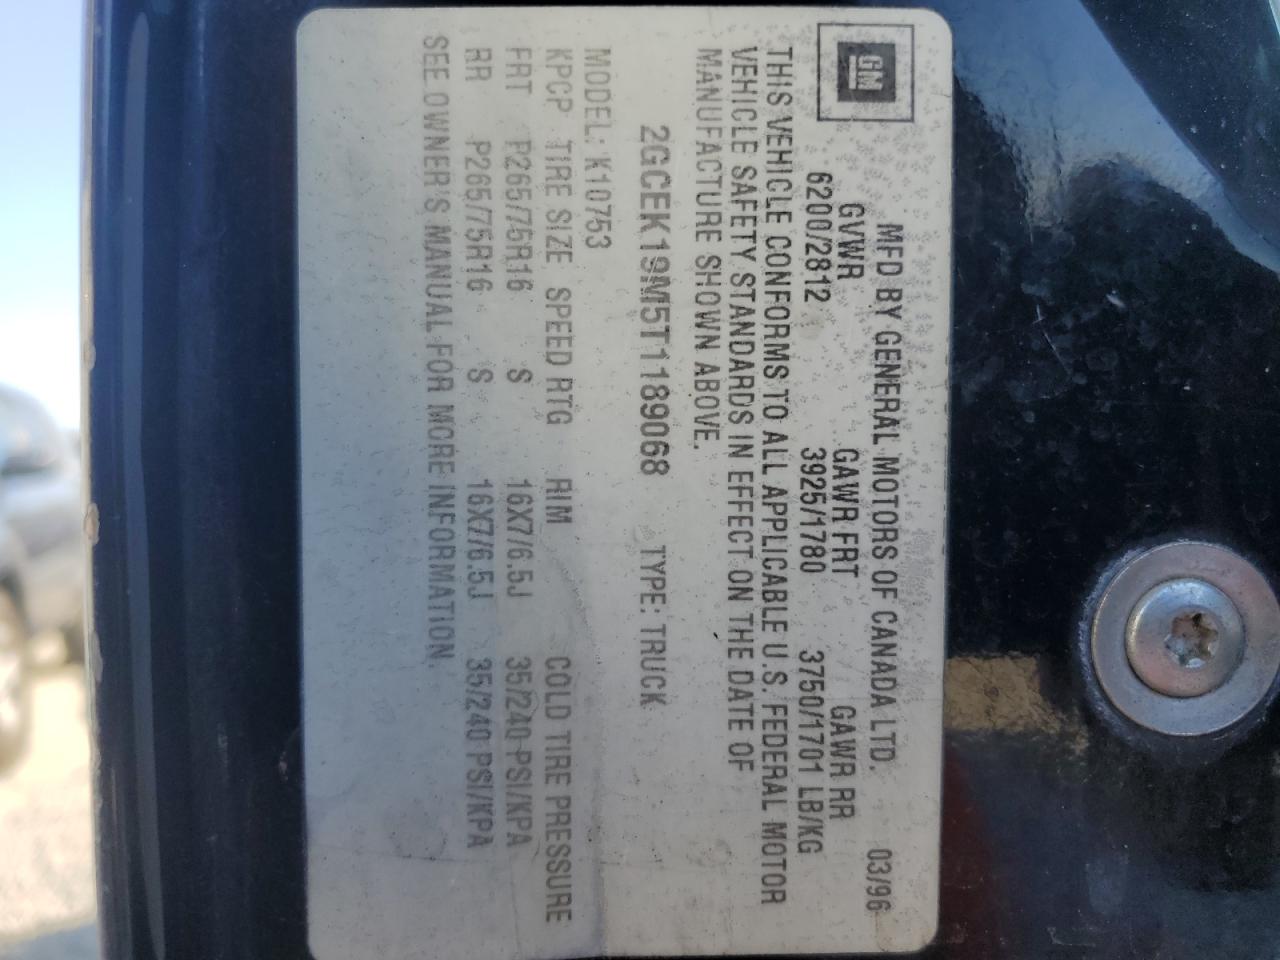 GM
MFD BY GENERAL MOTORS OF CANADA LTD. 03/96
GVWR GAWR FRT GAWR RR
6200/2812 3925/1780 3750/1701 LB/KG
THIS VEHICLE CONFORMS TO ALL APPLICABLE U.S. FEDERAL MOTOR
VEHICLE SAFETY STANDARDS IN EFFECT ON THE DATE OF
MANUFACTURE SHOWN ABOVE.
2GCEK19M5T1189068 TYPE: TRUCK
MODEL: K10753
KPCP TIRE SIZE SPEED RTG RIM COLD TIRE PRESSURE
FRT P265/75R16 S 16X7/6.5J 35/240 PSI/KPA
RR P265/75R16 S 16X7/6.5J 35/240 PSI/KPA
SEE OWNER'S MANUAL FOR MORE INFORMATION.